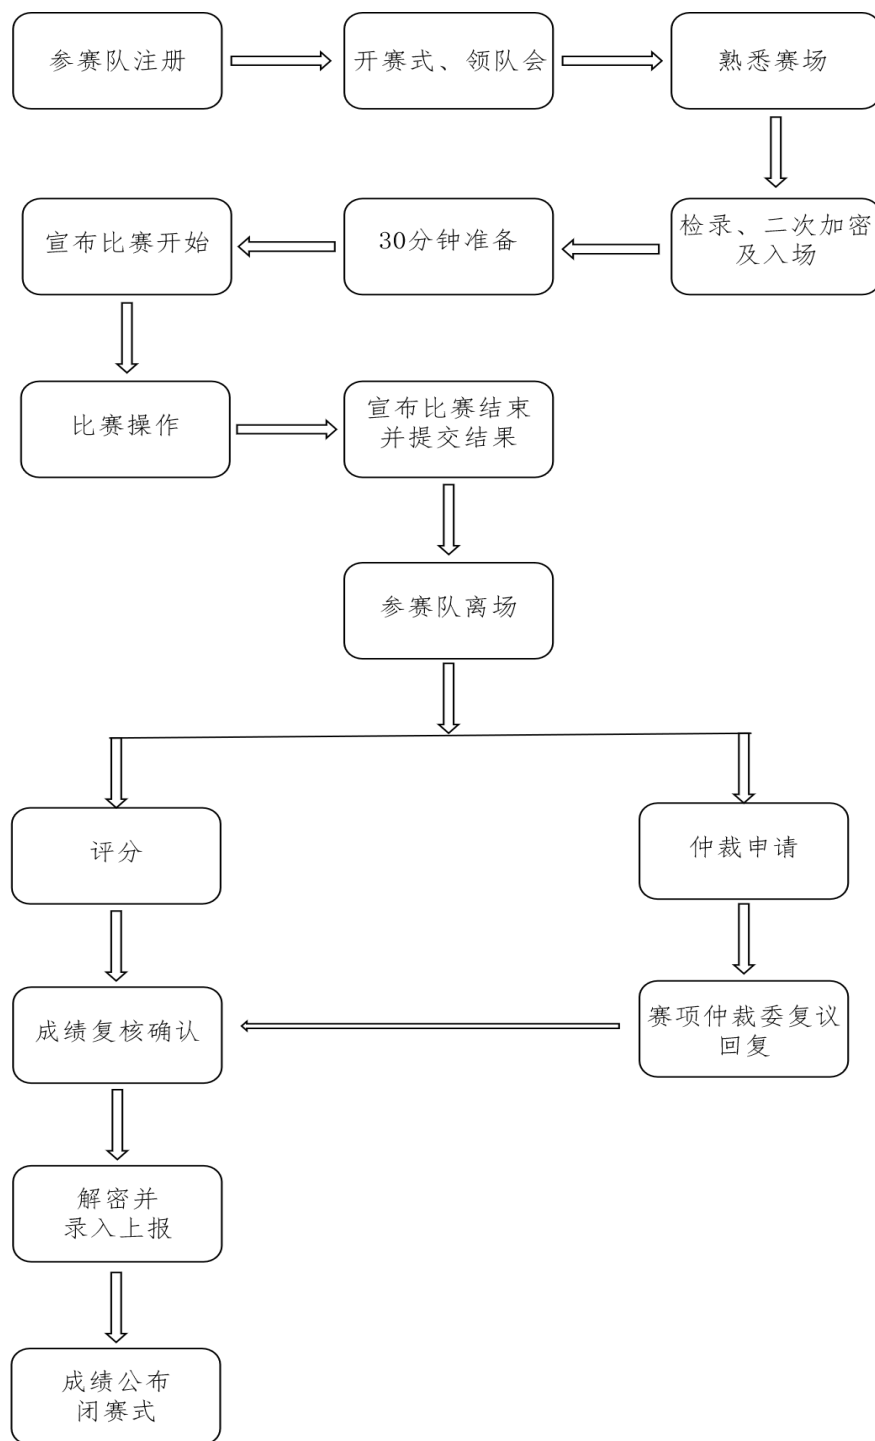 参赛队注册
开赛式、领队会
熟悉赛场
检录、二次加密
及入场
30分钟准备
宣布比赛开始
比赛操作
宣布比赛结束
并提交结果
参赛队离场
评分
仲裁申请
成绩复核确认
赛项仲裁委复议
回复
解密并
录入上报
成绩公布
闭赛式